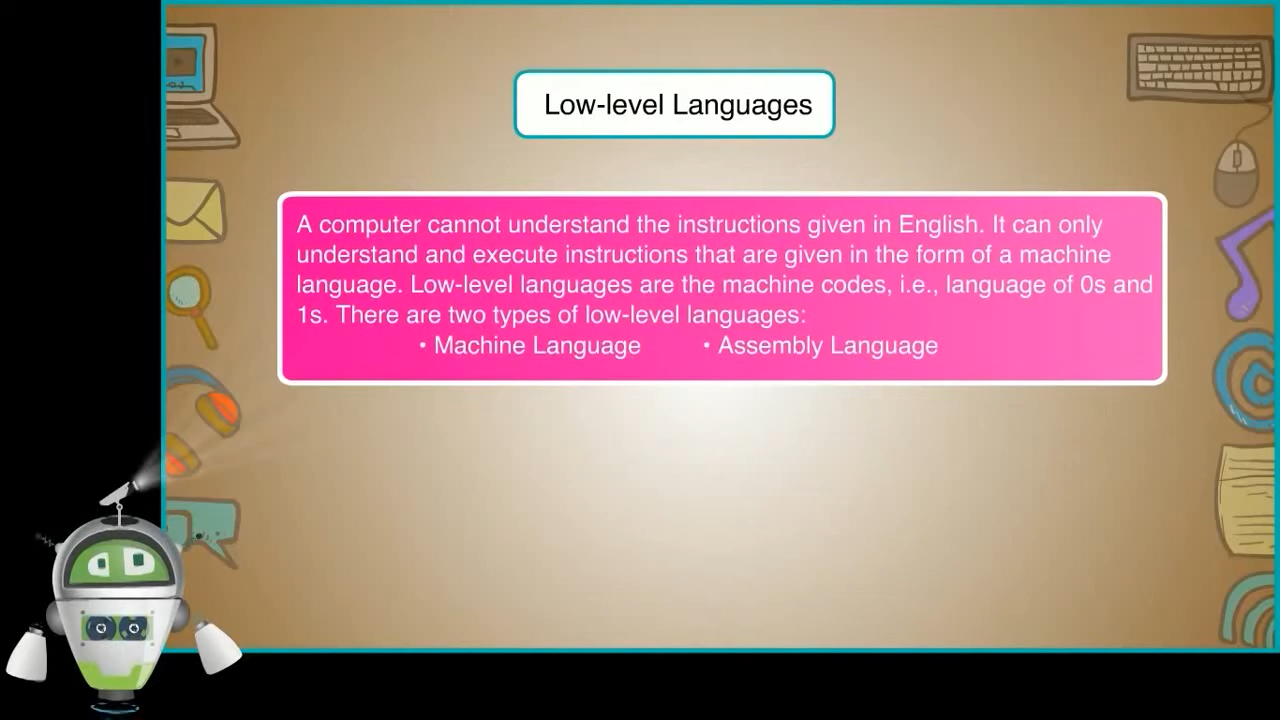 Low-level Languages
A computer cannot understand the instructions given in English. It can only
understand and execute instructions that are given in the form of a machine
language. Low-level languages are the machine codes, i.e., language of 0s and
1s. There are two types of low-level languages:
• Machine Language • Assembly Language